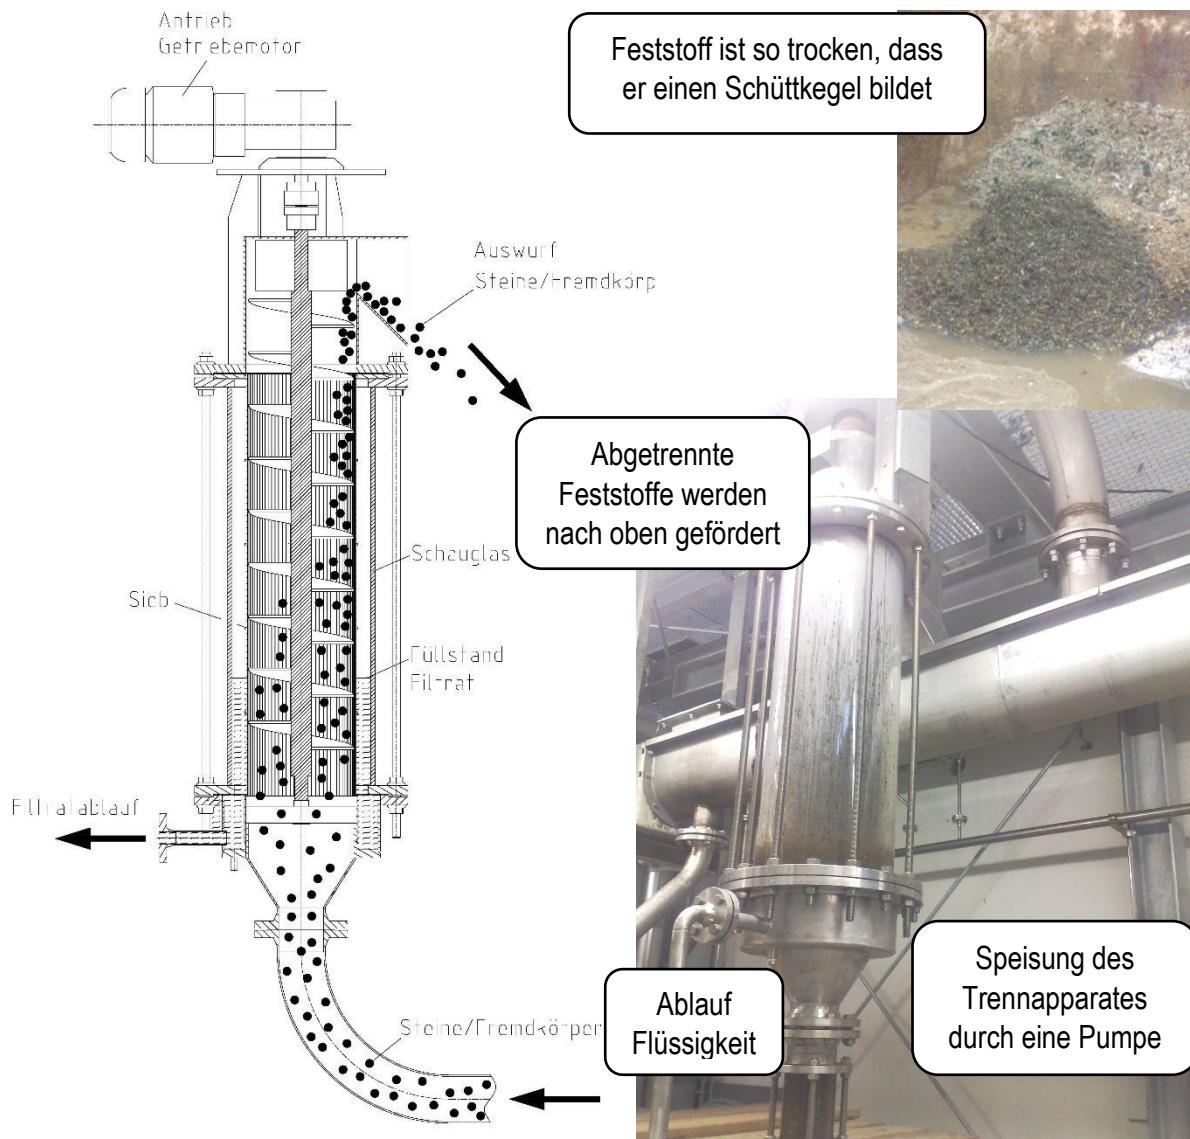 Antrieb
Getriebemotor
Feststoff ist so trocken, dass
er einen Schüttkegel bildet
Auswurf
Steine/Fremdkörp
Abgetrennte
Feststoffe werden
nach oben gefördert
Schauglas
Sieb
Füllstand
Filtrat
Filtratablauf
Steine/Fremdkörper
Ablauf
Flüssigkeit
Speisung des
Trennapparates
durch eine Pumpe